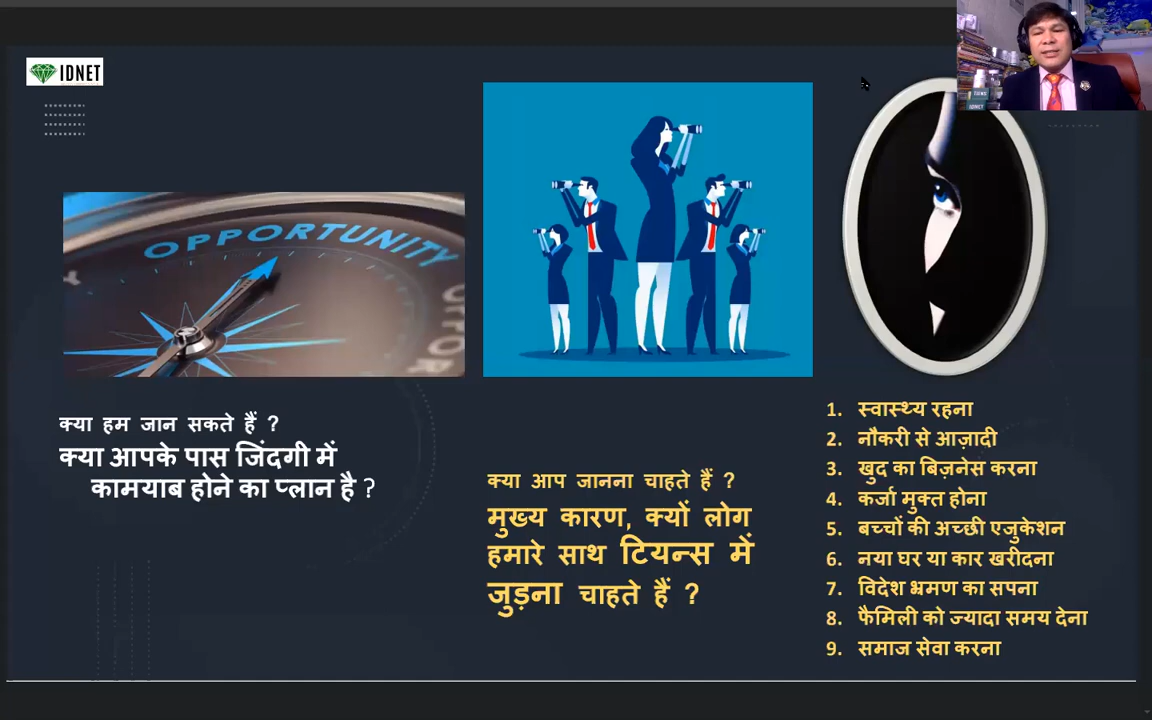 IDNET
OPPORTUNITY
OPPOR
क्या हम जान सकते हैं ?
क्या आपके पास जिंदगी में
कामयाब होने का प्लान है ?
क्या आप जानना चाहते हैं ?
मुख्य कारण, क्यों लोग
हमारे साथ टियन्स में
जुड़ना चाहते हैं ?
1. स्वास्थ्य रहना
2. नौकरी से आज़ादी
3. खुद का बिज़नेस करना
4. कर्जा मुक्त होना
5. बच्चों की अच्छी एजुकेशन
6. नया घर या कार खरीदना
7. विदेश भ्रमण का सपना
8. फैमिली को ज्यादा समय देना
9. समाज सेवा करना